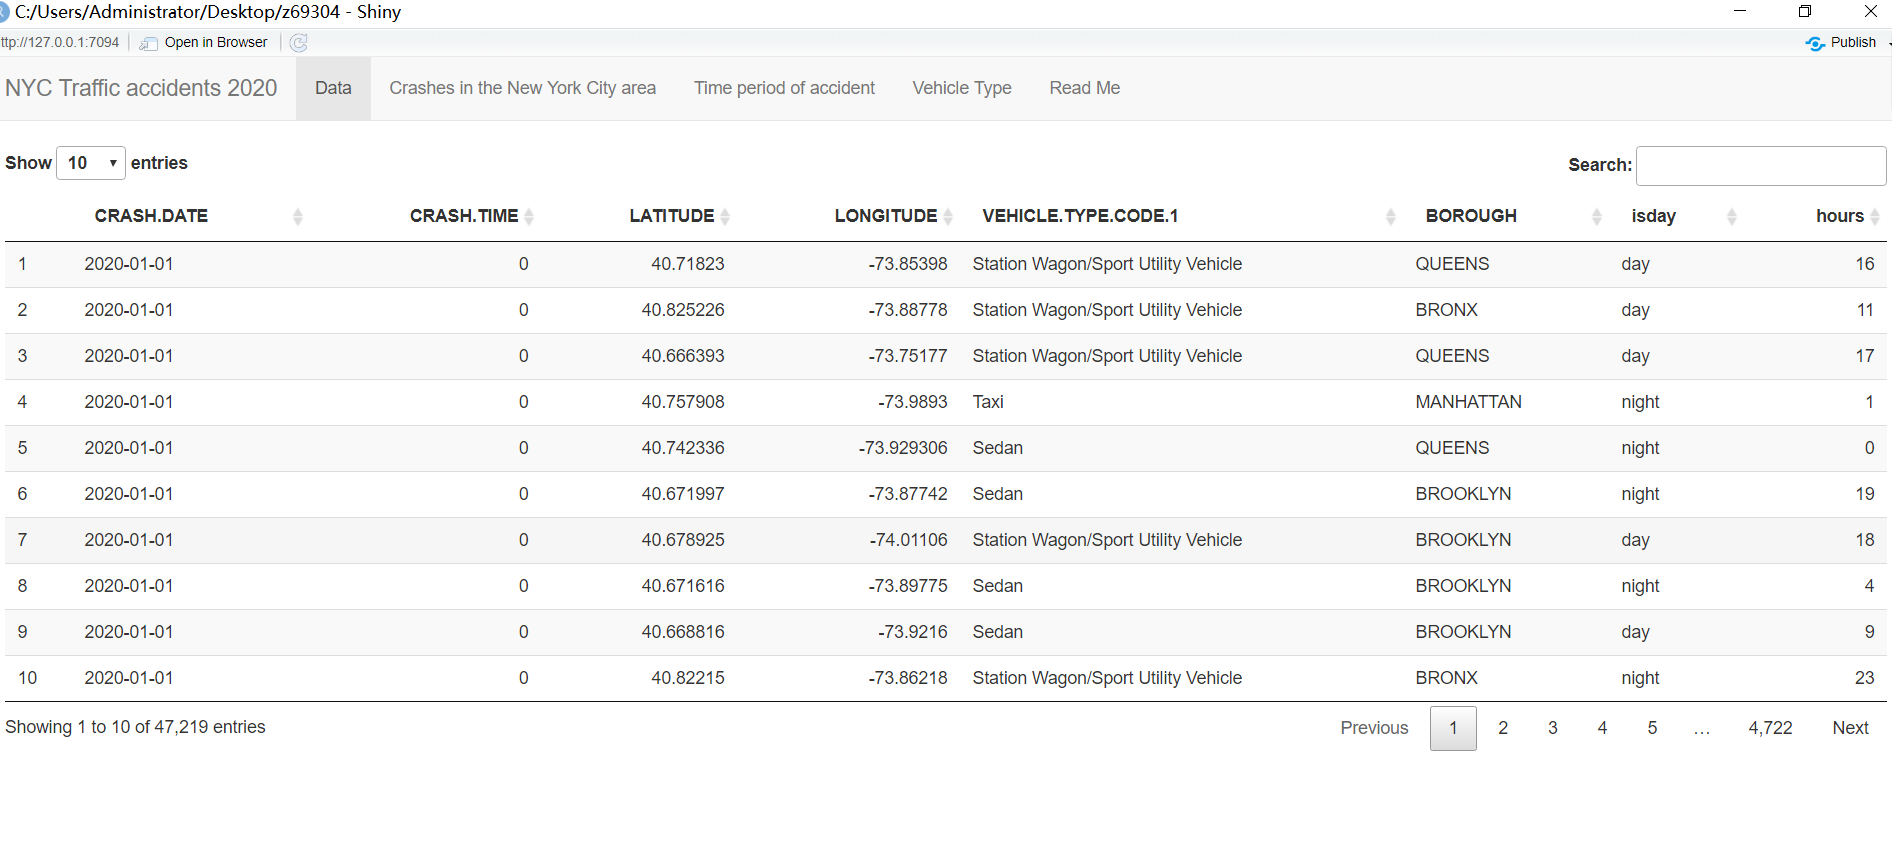 C:/Users/Administrator/Desktop/z69304 - Shiny
ttp://127.0.0.1:7094 Open in Browser Publish
NYC Traffic accidents 2020 Data Crashes in the New York City area Time period of accident Vehicle Type Read Me
Show 10 entries Search:
CRASH.DATE CRASH.TIME LATITUDE LONGITUDE VEHICLE.TYPE.CODE.1 BOROUGH isday hours
1 2020-01-01 0 40.71823 -73.85398 Station Wagon/Sport Utility Vehicle QUEENS day 16
2 2020-01-01 0 40.825226 -73.88778 Station Wagon/Sport Utility Vehicle BRONX day 11
3 2020-01-01 0 40.666393 -73.75177 Station Wagon/Sport Utility Vehicle QUEENS day 17
4 2020-01-01 0 40.757908 -73.9893 Taxi MANHATTAN night 1
5 2020-01-01 0 40.742336 -73.929306 Sedan QUEENS night 0
6 2020-01-01 0 40.671997 -73.87742 Sedan BROOKLYN night 19
7 2020-01-01 0 40.678925 -74.01106 Station Wagon/Sport Utility Vehicle BROOKLYN day 18
8 2020-01-01 0 40.671616 -73.89775 Sedan BROOKLYN night 4
9 2020-01-01 0 40.668816 -73.9216 Sedan BROOKLYN day 9
10 2020-01-01 0 40.82215 -73.86218 Station Wagon/Sport Utility Vehicle BRONX night 23
Showing 1 to 10 of 47,219 entries Previous 1 2 3 4 5 … 4,722 Next